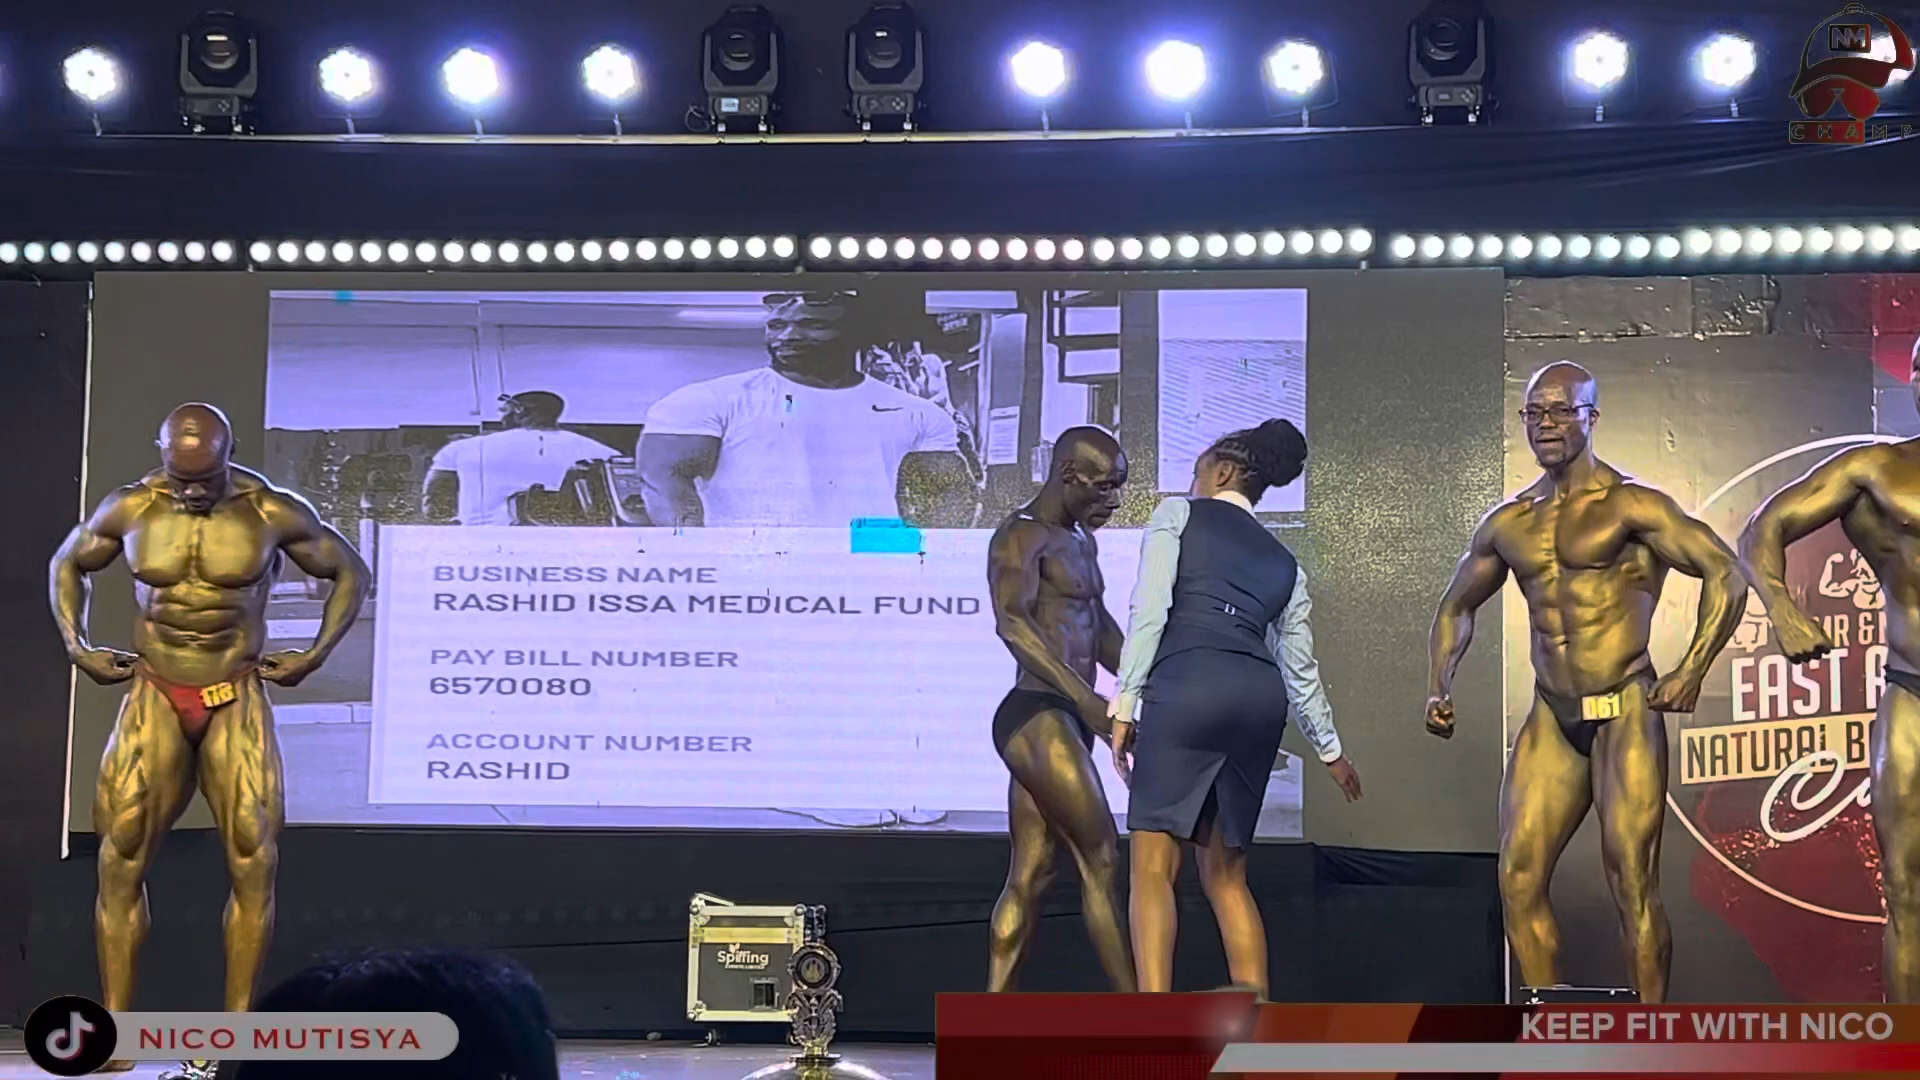 NM
CHAMP
BUSINESS NAME
RASHID ISSA MEDICAL FUND
PAY BILL NUMBER
6570080
ACCOUNT NUMBER
RASHID
061
MR &
EAST
NATURAL
Spiffing
NICO MUTISYA
KEEP FIT WITH NICO